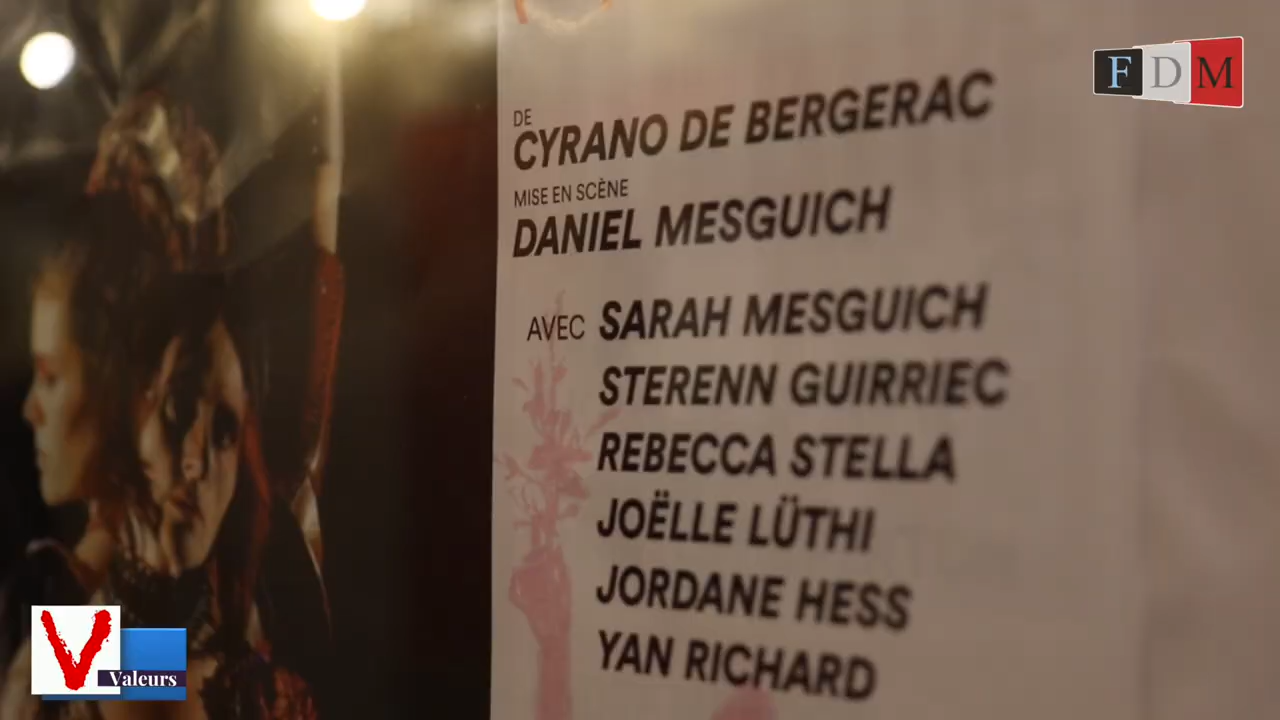 DE
CYRANO DE BERGERAC
MISE EN SCÈNE
DANIEL MESGUICH
AVEC SARAH MESGUICH
STERENN GUIRRIEC
REBECCA STELLA
JOËLLE LÜTHI
JORDANE HESS
YAN RICHARD
FDM
V
Valeurs